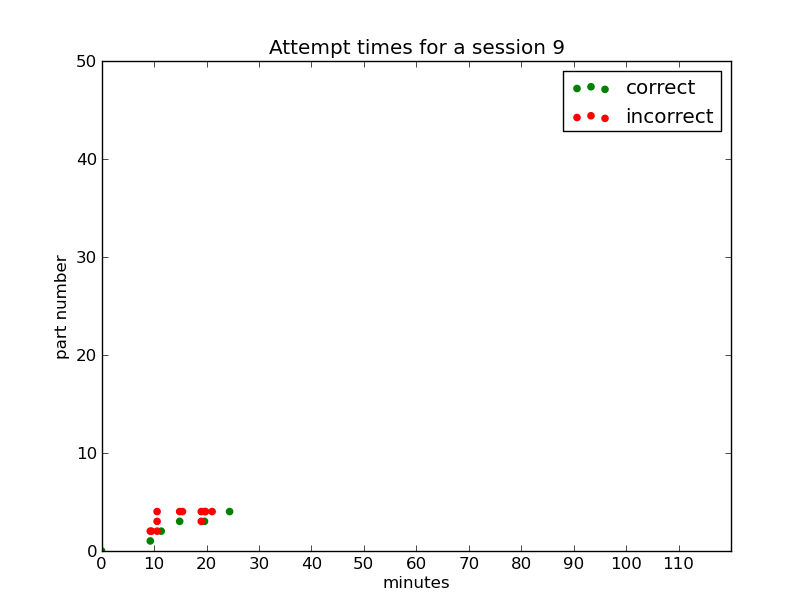 Attempt times for a session 9
correct
incorrect
50
40
30
20
10
0
part number
0 10 20 30 40 50 60 70 80 90 100 110
minutes